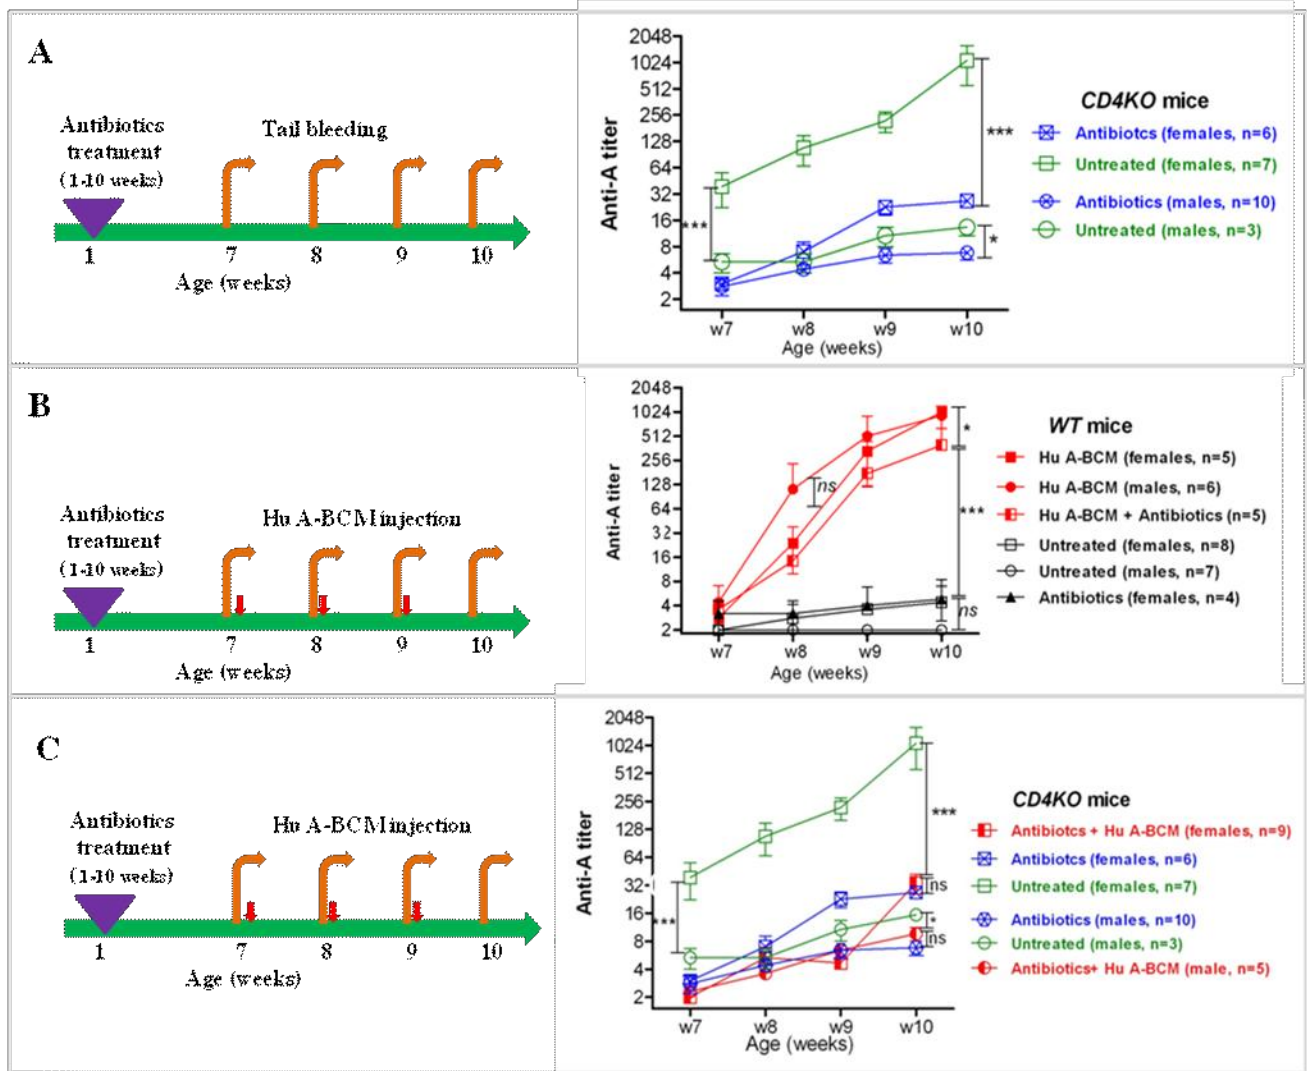 A
Antibiotics
treatment
(1-10 weeks)
Tail bleeding
1
7
8
9
10
Age (weeks)
Anti-A titer
2048
1024
512
256
128
64
32
16
8
4
2
***
***
*
w7
w8
w9
w10
Age (weeks)
CD4KO mice
Antibiotcs (females, n=6)
Untreated (females, n=7)
Antibiotics (males, n=10)
Untreated (males, n=3)
B
Antibiotics
treatment
(1-10 weeks)
Hu A-BCM injection
1
7
8
9
10
Age (weeks)
Anti-A titer
2048
1024
512
256
128
64
32
16
8
4
2
ns
*
***
ns
w7
w8
w9
w10
Age (weeks)
WT mice
Hu A-BCM (females, n=5)
Hu A-BCM (males, n=6)
Hu A-BCM + Antibiotics (n=5)
Untreated (females, n=8)
Untreated (males, n=7)
Antibiotics (females, n=4)
C
Antibiotics
treatment
(1-10 weeks)
Hu A-BCM injection
1
7
8
9
10
Age (weeks)
Anti-A titer
2048
1024
512
256
128
64
32
16
8
4
2
***
***
ns
*
ns
w7
w8
w9
w10
Age (weeks)
CD4KO mice
Antibiotcs + Hu A-BCM (females, n=9)
Antibiotcs (females, n=6)
Untreated (females, n=7)
Antibiotics (males, n=10)
Untreated (males, n=3)
Antibiotics+ Hu A-BCM (male, n=5)